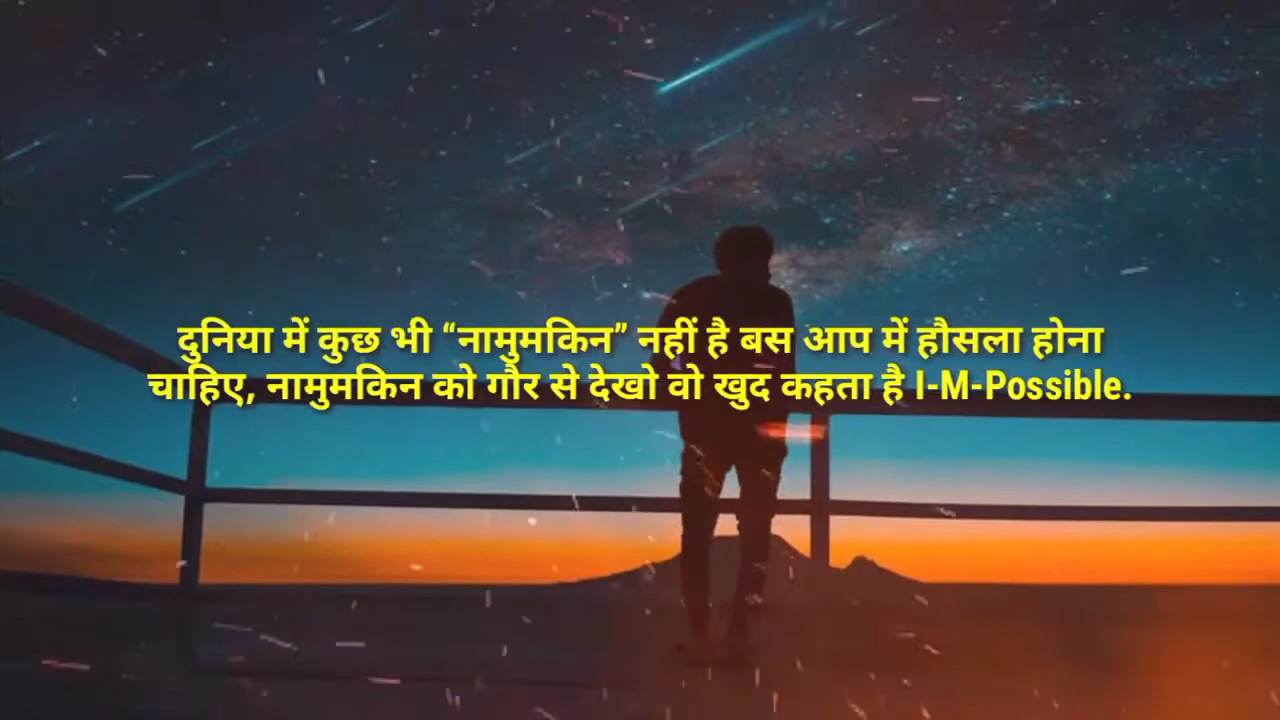 दुनिया में कुछ भी “नामुमकिन” नहीं है बस आप में हौसला होना
चाहिए, नामुमकिन को गौर से देखो वो खुद कहता है I-M-Possible.